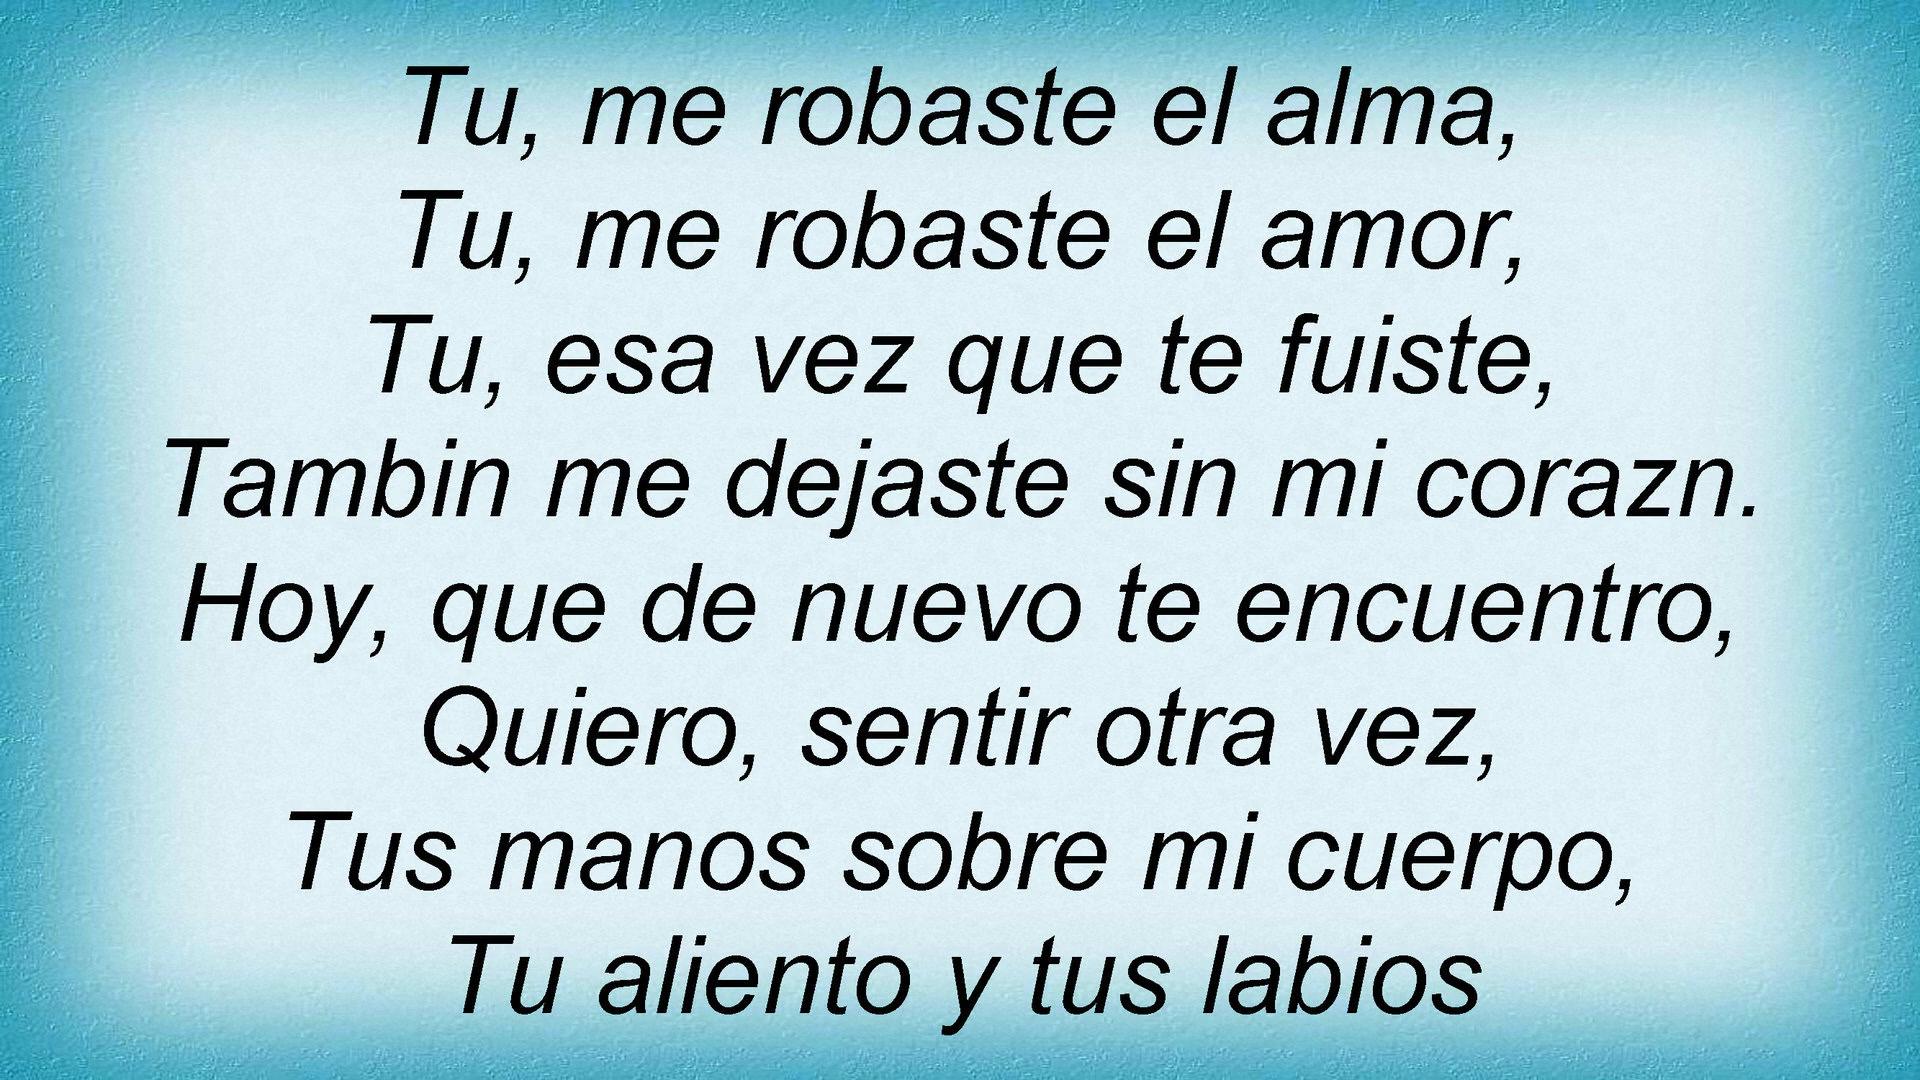 Tu, me robaste el alma,
Tu, me robaste el amor,
Tu, esa vez que te fuiste,
Tambin me dejaste sin mi corazn.
Hoy, que de nuevo te encuentro,
Quiero, sentir otra vez,
Tus manos sobre mi cuerpo,
Tu aliento y tus labios